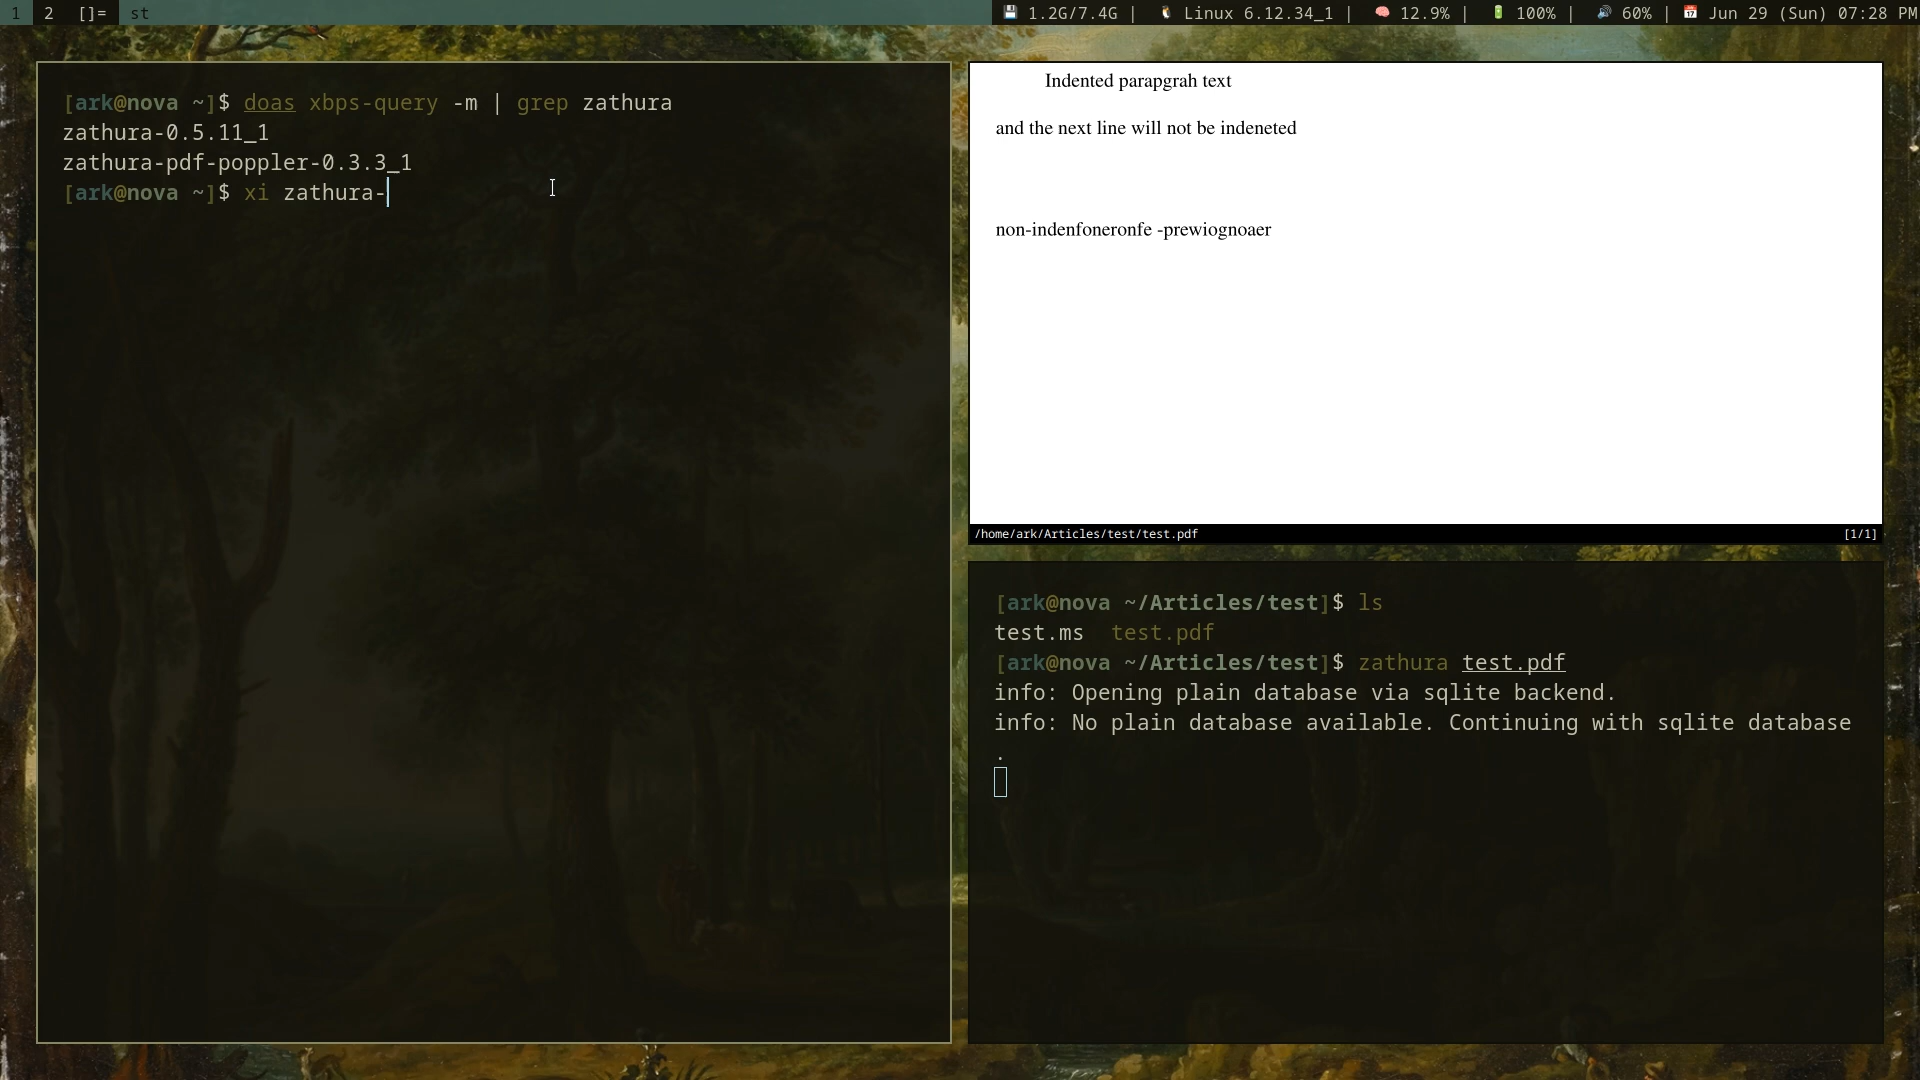 1 2 []= st 1.2G/7.4G | Linux 6.12.34_1 | 12.9% | 100% | 60% | Jun 29 (Sun) 07:28 PM
[ark@nova ~]$ doas xbps-query -m | grep zathura
zathura-0.5.11_1
zathura-pdf-poppler-0.3.3_1
[ark@nova ~]$ xi zathura-
Indented parapgrah text
and the next line will not be indeneted
non-indenfoneronfe -prewiognoaer
/home/ark/Articles/test/test.pdf [1/1]
[ark@nova ~/Articles/test]$ ls
test.ms test.pdf
[ark@nova ~/Articles/test]$ zathura test.pdf
info: Opening plain database via sqlite backend.
info: No plain database available. Continuing with sqlite database
.